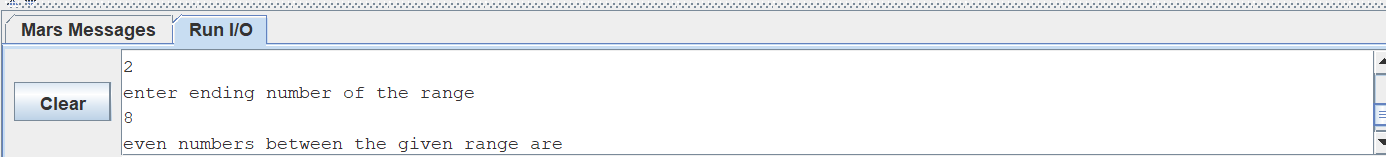 Mars Messages Run I/O
2
enter ending number of the range
Clear
8
even numbers between the given range are